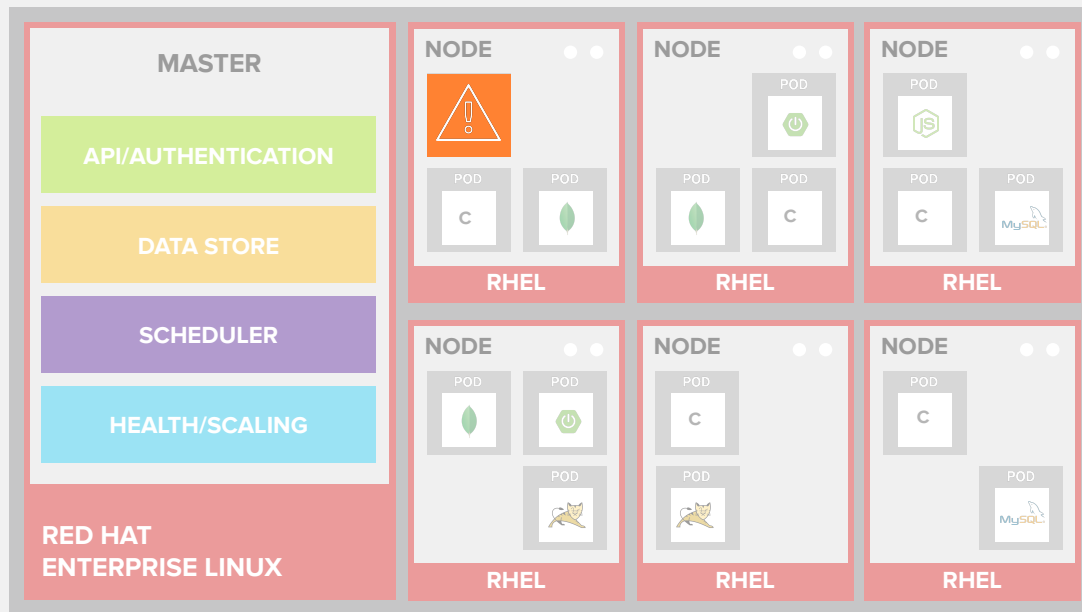 MASTER
API/AUTHENTICATION
DATA STORE
SCHEDULER
HEALTH/SCALING
RED HAT
ENTERPRISE LINUX
NODE
!
POD
C
POD
RHEL
NODE
POD
POD
POD
C
RHEL
NODE
POD
JS
POD
C
POD
MySQL
RHEL
NODE
POD
POD
POD
RHEL
NODE
POD
C
POD
RHEL
NODE
POD
C
POD
MySQL
RHEL